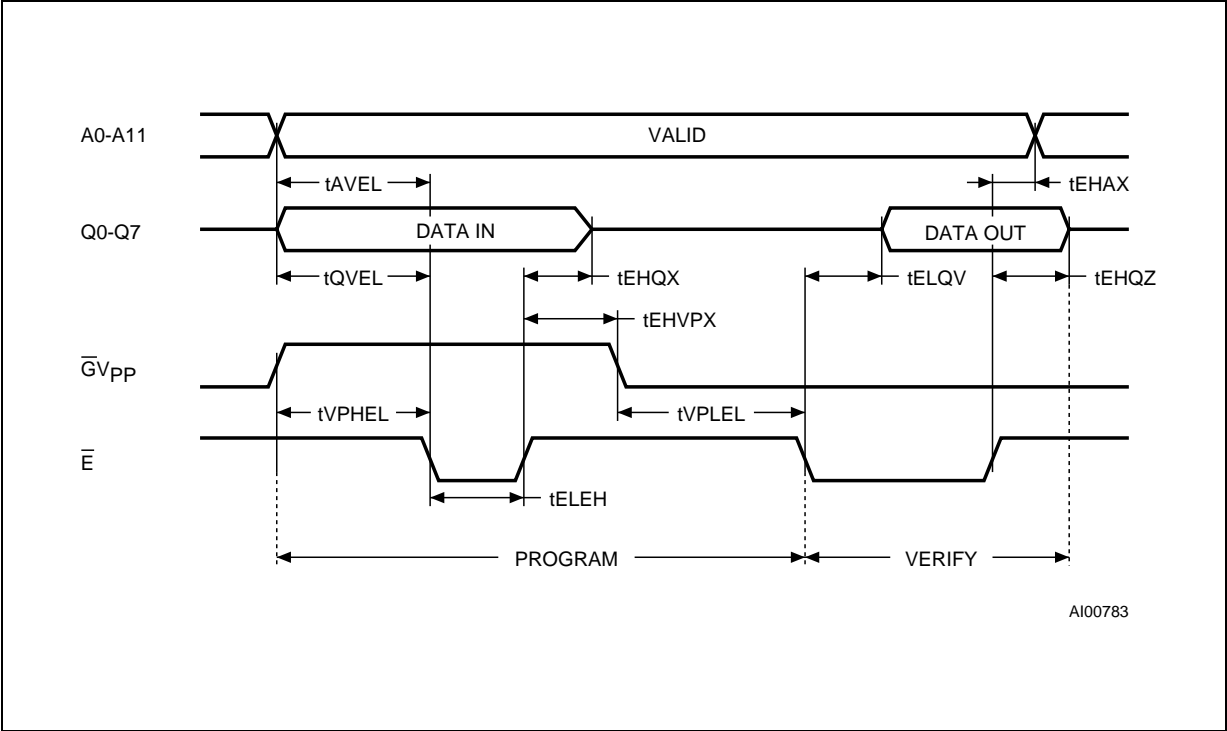 A0-A11 VALID
tAVEL tEHAX
Q0-Q7 DATA IN DATA OUT
tQVEL tEHQX tELQV tEHQZ
tEHVPX
G̅VPP
tVPHEL tVPLEL
E̅
tELEH
PROGRAM VERIFY
AI00783